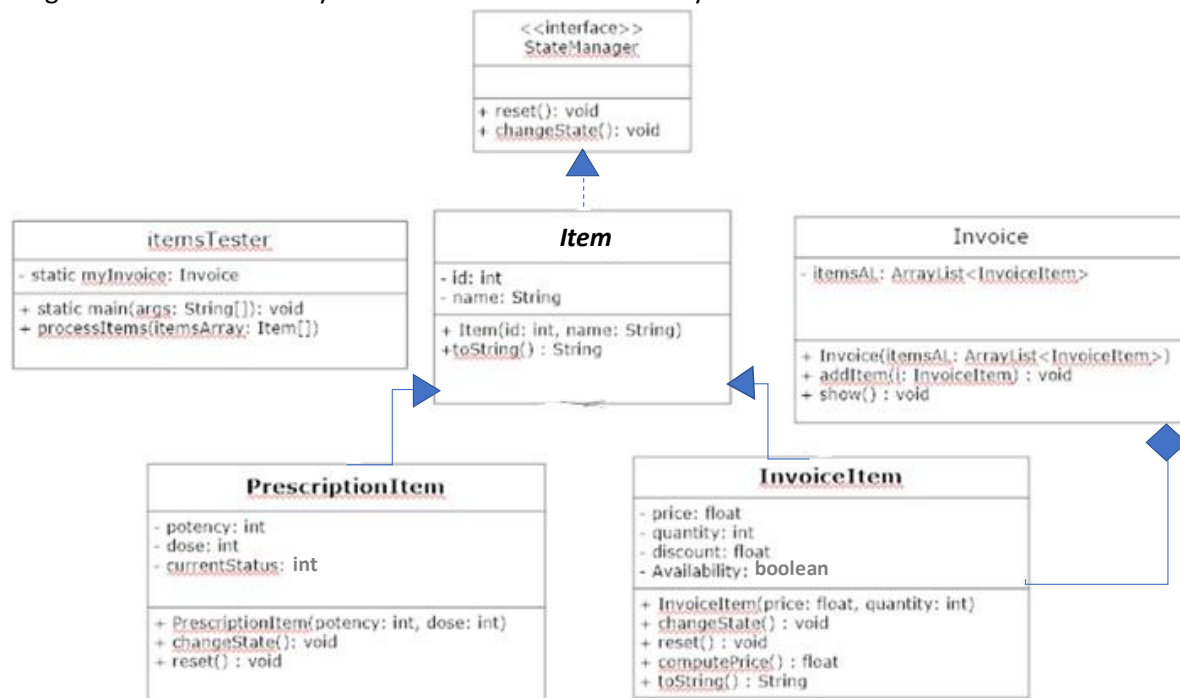 <<interface>>
StateManager
+ reset(): void
+ changeState(): void
itemsTester
- static myInvoice: Invoice
+ static main(args: String[]): void
+ processItems(itemsArray: Item[])
Item
- id: int
- name: String
+ Item(id: int, name: String)
+toString() : String
Invoice
- itemsAL: ArrayList<InvoiceItem>
+ Invoice(itemsAL: ArrayList<InvoiceItem>)
+ addItem(i: InvoiceItem) : void
+ show() : void
PrescriptionItem
- potency: int
- dose: int
- currentStatus: int
+ PrescriptionItem(potency: int, dose: int)
+ changeState(): void
+ reset() : void
InvoiceItem
- price: float
- quantity: int
- discount: float
- Availability: boolean
+ InvoiceItem(price: float, quantity: int)
+ changeState() : void
+ reset() : void
+ computePrice() : float
+ toString() : String